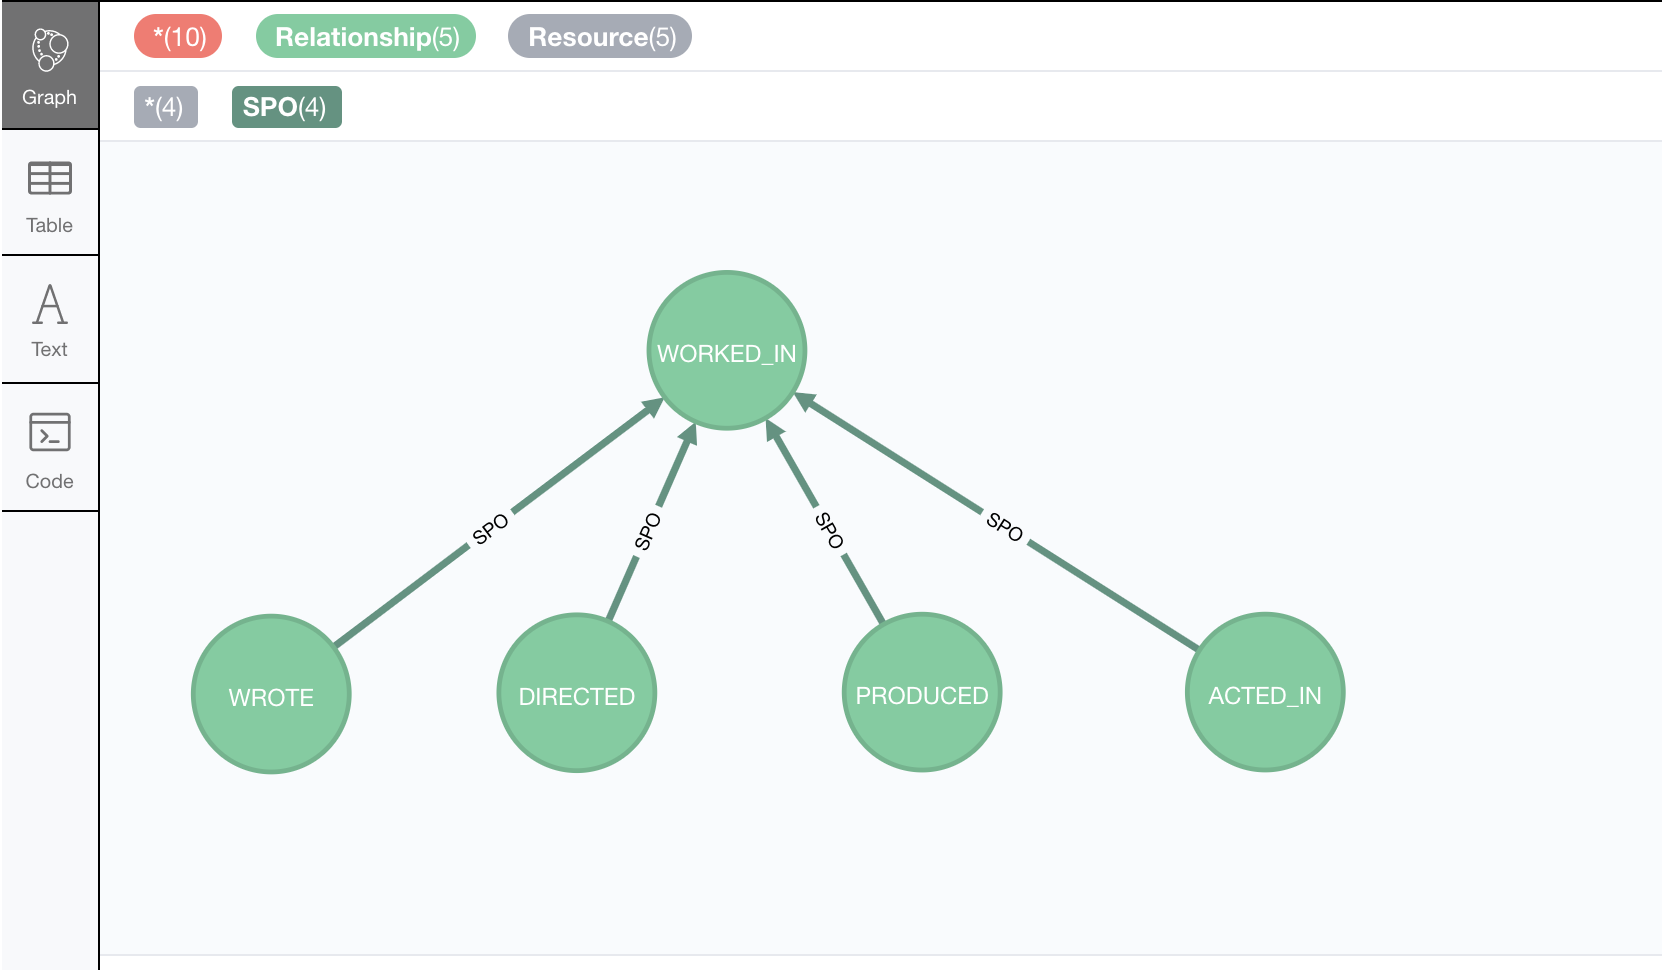 *(10) Relationship(5) Resource(5)
*(4) SPO(4)
Graph
Table
Text
Code
WORKED_IN
SPO SPO SPO SPO
WROTE DIRECTED PRODUCED ACTED_IN